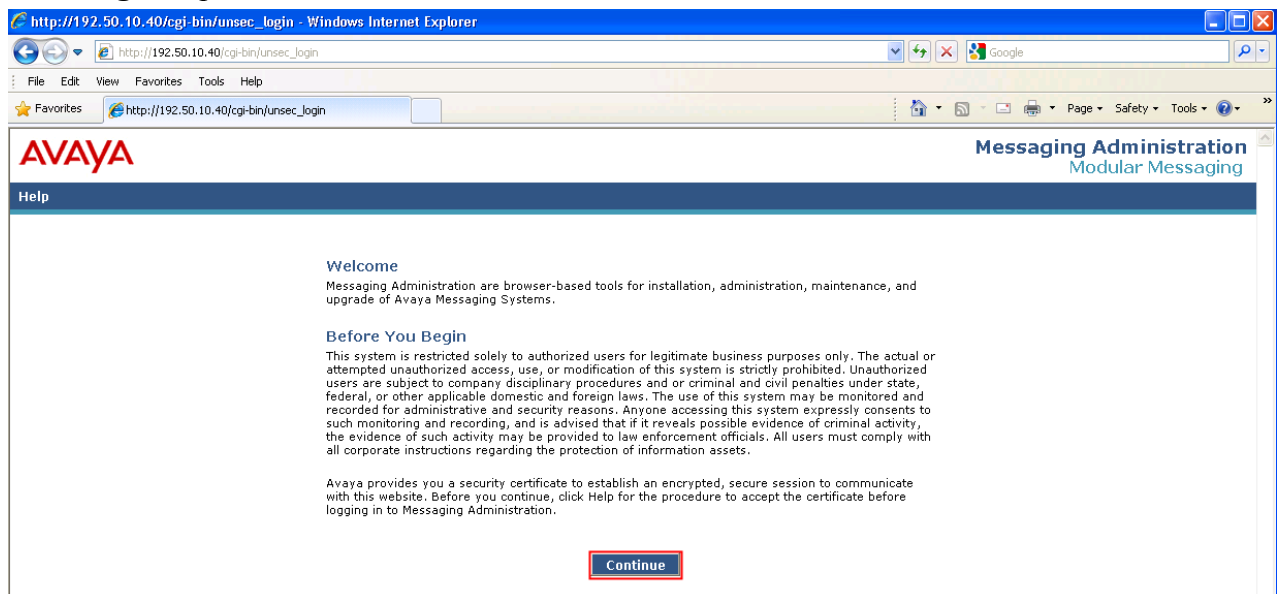 http://192.50.10.40/cgi-bin/unsec_login - Windows Internet Explorer
http://192.50.10.40/cgi-bin/unsec_login
Google
File Edit View Favorites Tools Help
Favorites http://192.50.10.40/cgi-bin/unsec_login Page Safety Tools »
AVAYA
Messaging Administration
Modular Messaging
Help
Welcome
Messaging Administration are browser-based tools for installation, administration, maintenance, and
upgrade of Avaya Messaging Systems.
Before You Begin
This system is restricted solely to authorized users for legitimate business purposes only. The actual or
attempted unauthorized access, use, or modification of this system is strictly prohibited. Unauthorized
users are subject to company disciplinary procedures and or criminal and civil penalties under state,
federal, or other applicable domestic and foreign laws. The use of this system may be monitored and
recorded for administrative and security reasons. Anyone accessing this system expressly consents to
such monitoring and recording, and is advised that if it reveals possible evidence of criminal activity,
the evidence of such activity may be provided to law enforcement officials. All users must comply with
all corporate instructions regarding the protection of information assets.
Avaya provides you a security certificate to establish an encrypted, secure session to communicate
with this website. Before you continue, click Help for the procedure to accept the certificate before
logging in to Messaging Administration.
Continue